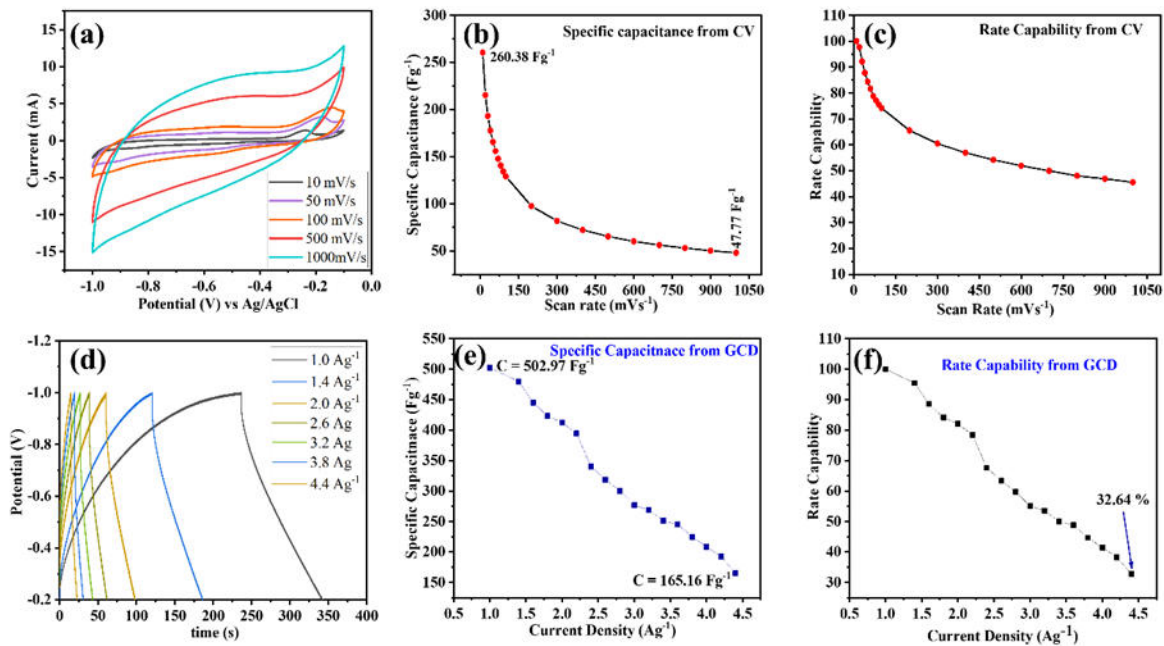 (a)
Current (mA)
15
10
5
0
-5
-10
-15
10 mV/s
50 mV/s
100 mV/s
500 mV/s
1000mV/s
-1.0 -0.8 -0.6 -0.4 -0.2 0.0
Potential (V) vs Ag/AgCl
(b)
Specific capacitance from CV
260.38 Fg⁻¹
47.77 Fg⁻¹
Specific Capacitance (Fg⁻¹)
300
250
200
150
100
50
0 150 300 450 600 750 900 1050
Scan rate (mVs⁻¹)
(c)
Rate Capability from CV
Rate Capability
110
100
90
80
70
60
50
40
30
20
10
0 150 300 450 600 750 900 1050
Scan Rate (mVs⁻¹)
(d)
Potential (V)
-1.2
-1.0
-0.8
-0.6
-0.4
-0.2
1.0 Ag⁻¹
1.4 Ag⁻¹
2.0 Ag⁻¹
2.6 Ag
3.2 Ag
3.8 Ag
4.4 Ag⁻¹
0 50 100 150 200 250 300 350 400
time (s)
(e)
Specific Capacitnace from GCD
C = 502.97 Fg⁻¹
C = 165.16 Fg⁻¹
Specific Capacitnace (Fg⁻¹)
550
500
450
400
350
300
250
200
150
0.5 1.0 1.5 2.0 2.5 3.0 3.5 4.0 4.5
Current Density (Ag⁻¹)
(f)
Rate Capability from GCD
32.64 %
Rate Capability
110
100
90
80
70
60
50
40
30
0.5 1.0 1.5 2.0 2.5 3.0 3.5 4.0 4.5
Current Density (Ag⁻¹)